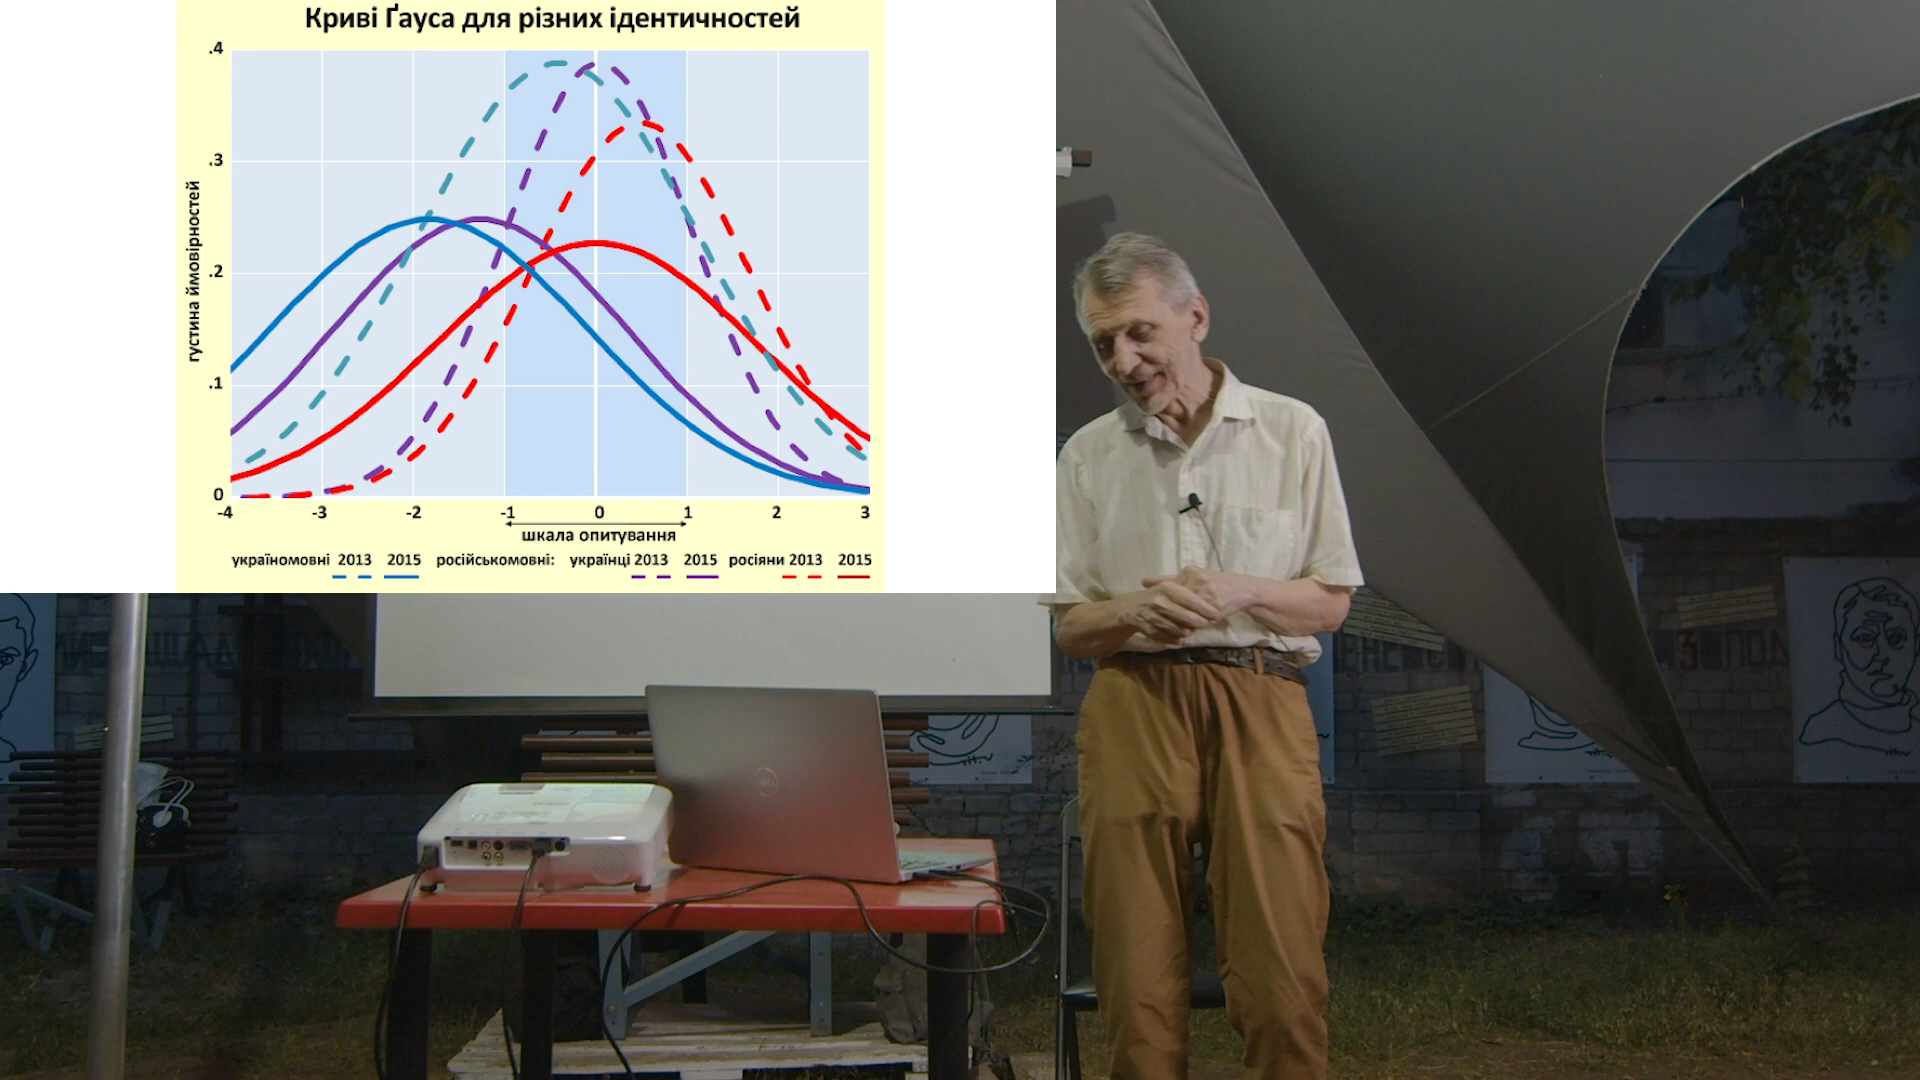 Криві Ґауса для різних ідентичностей
.4
.3
.2
.1
0
густина ймовірностей
-4 -3 -2 -1 0 1 2 3
шкала опитування
україномовні 2013 2015 російськомовні: українці 2013 2015 росіяни 2013 2015